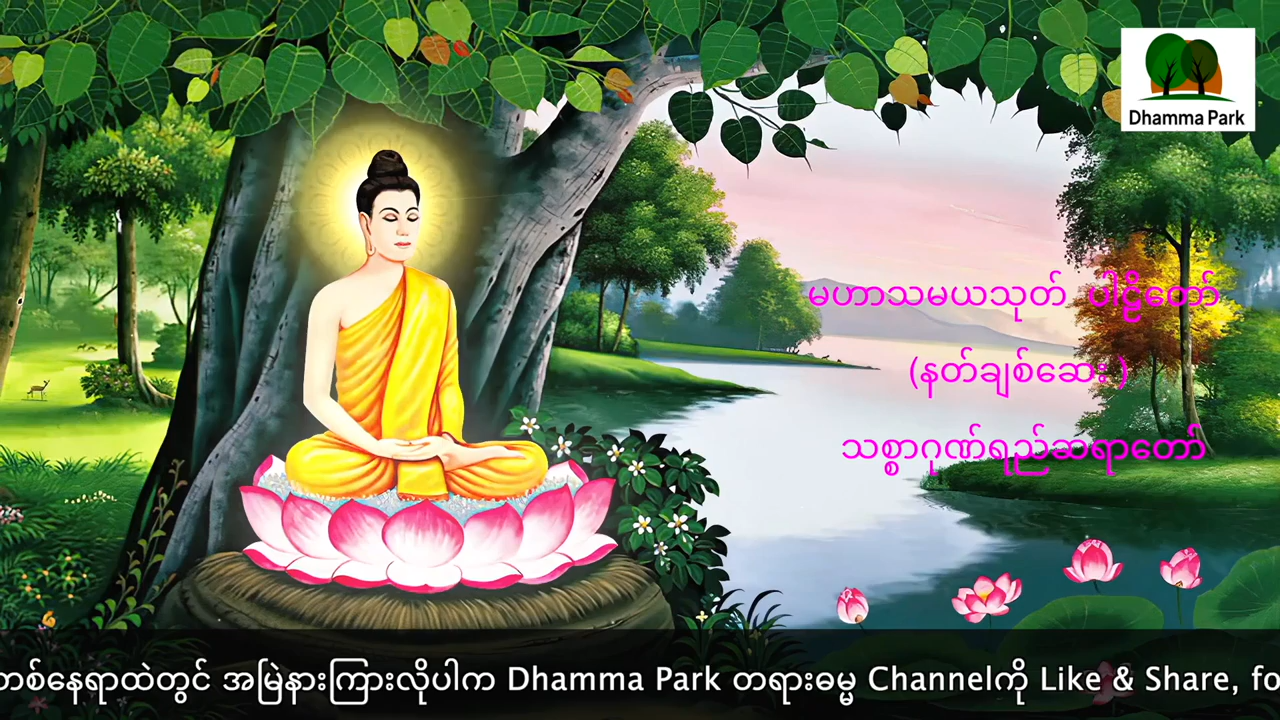 Dhamma Park
မဟာသမယသုတ် ပါဠိတော်
(နတ်ချစ်ဆေး )
သစ္စာဂုဏ်ရည်ဆရာတော်
တစ်နေရာထဲတွင် အမြဲနားကြားလိုပါက Dhamma Park တရားဓမ္မ Channelကို Like & Share, fo